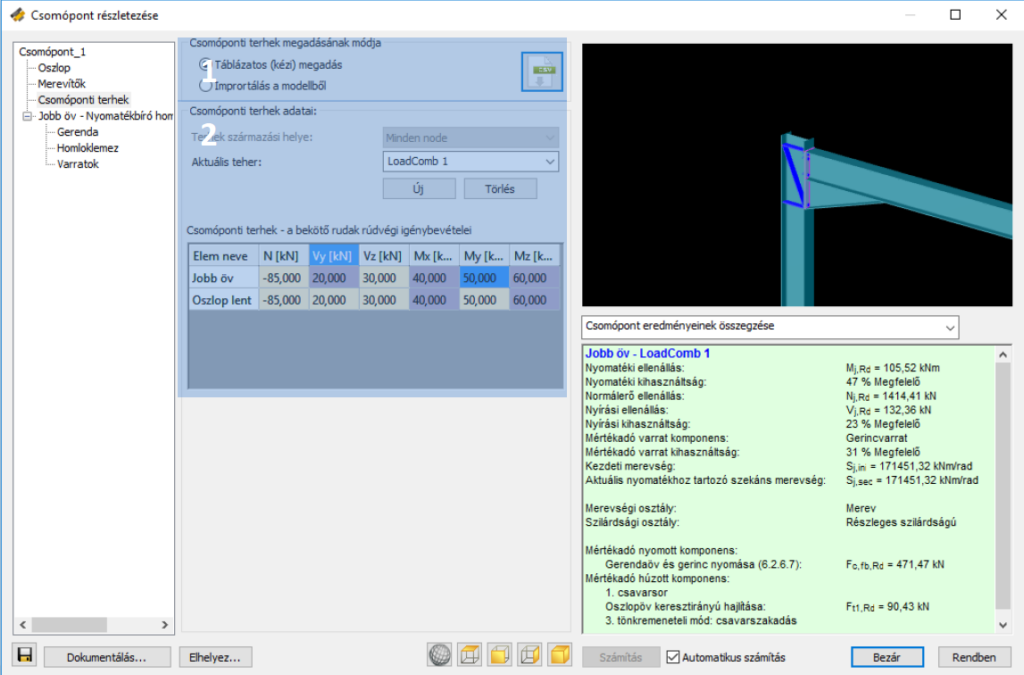 Csomópont részletezése
Csomópont_1
Oszlop
Merevítők
Csomóponti terhek
Jobb öv - Nyomatékbíró hom
Gerenda
Homloklemez
Varratok
Csomóponti terhek megadásának módja
1
Táblázatos (kézi) megadás
Imprortálás a modellből
CSV
Csomóponti terhek adatai:
2
Terhek származási helye: Minden node
Aktuális teher: LoadComb 1
Új Törlés
Csomóponti terhek - a bekötő rudak rúdvégi igénybevételei
Elem neve N [kN] Vy [kN] Vz [kN] Mx [k... My [k... Mz [k...
Jobb öv -85,000 20,000 30,000 40,000 50,000 60,000
Oszlop lent -85,000 20,000 30,000 40,000 50,000 60,000
Csomópont eredményeinek összegzése
Jobb öv - LoadComb 1
Nyomatéki ellenállás: Mj,Rd = 105,52 kNm
Nyomatéki kihasználtság: 47 % Megfelelő
Normálerő ellenállás: Nj,Rd = 1414,41 kN
Nyírási ellenállás: Vj,Rd = 132,36 kN
Nyírási kihasználtság: 23 % Megfelelő
Mértékadó varrat komponens: Gerincvarrat
Mértékadó varrat kihasználtság: 31 % Megfelelő
Kezdeti merevség: Sj,ini = 171451,32 kNm/rad
Aktuális nyomatékhoz tartozó szekáns merevség: Sj,sec = 171451,32 kNm/rad
Merevségi osztály: Merev
Szilárdsági osztály: Részleges szilárdságú
Mértékadó nyomott komponens:
Gerendaöv és gerinc nyomása (6.2.6.7): Fc,fb,Rd = 471,47 kN
Mértékadó húzott komponens:
1. csavarsor
Oszlopöv keresztirányú hajlítása: Ft1,Rd = 90,43 kN
3. tönkremeneteli mód: csavarszakadás
Dokumentálás... Elhelyez... Számítás Automatikus számítás Bezár Rendben